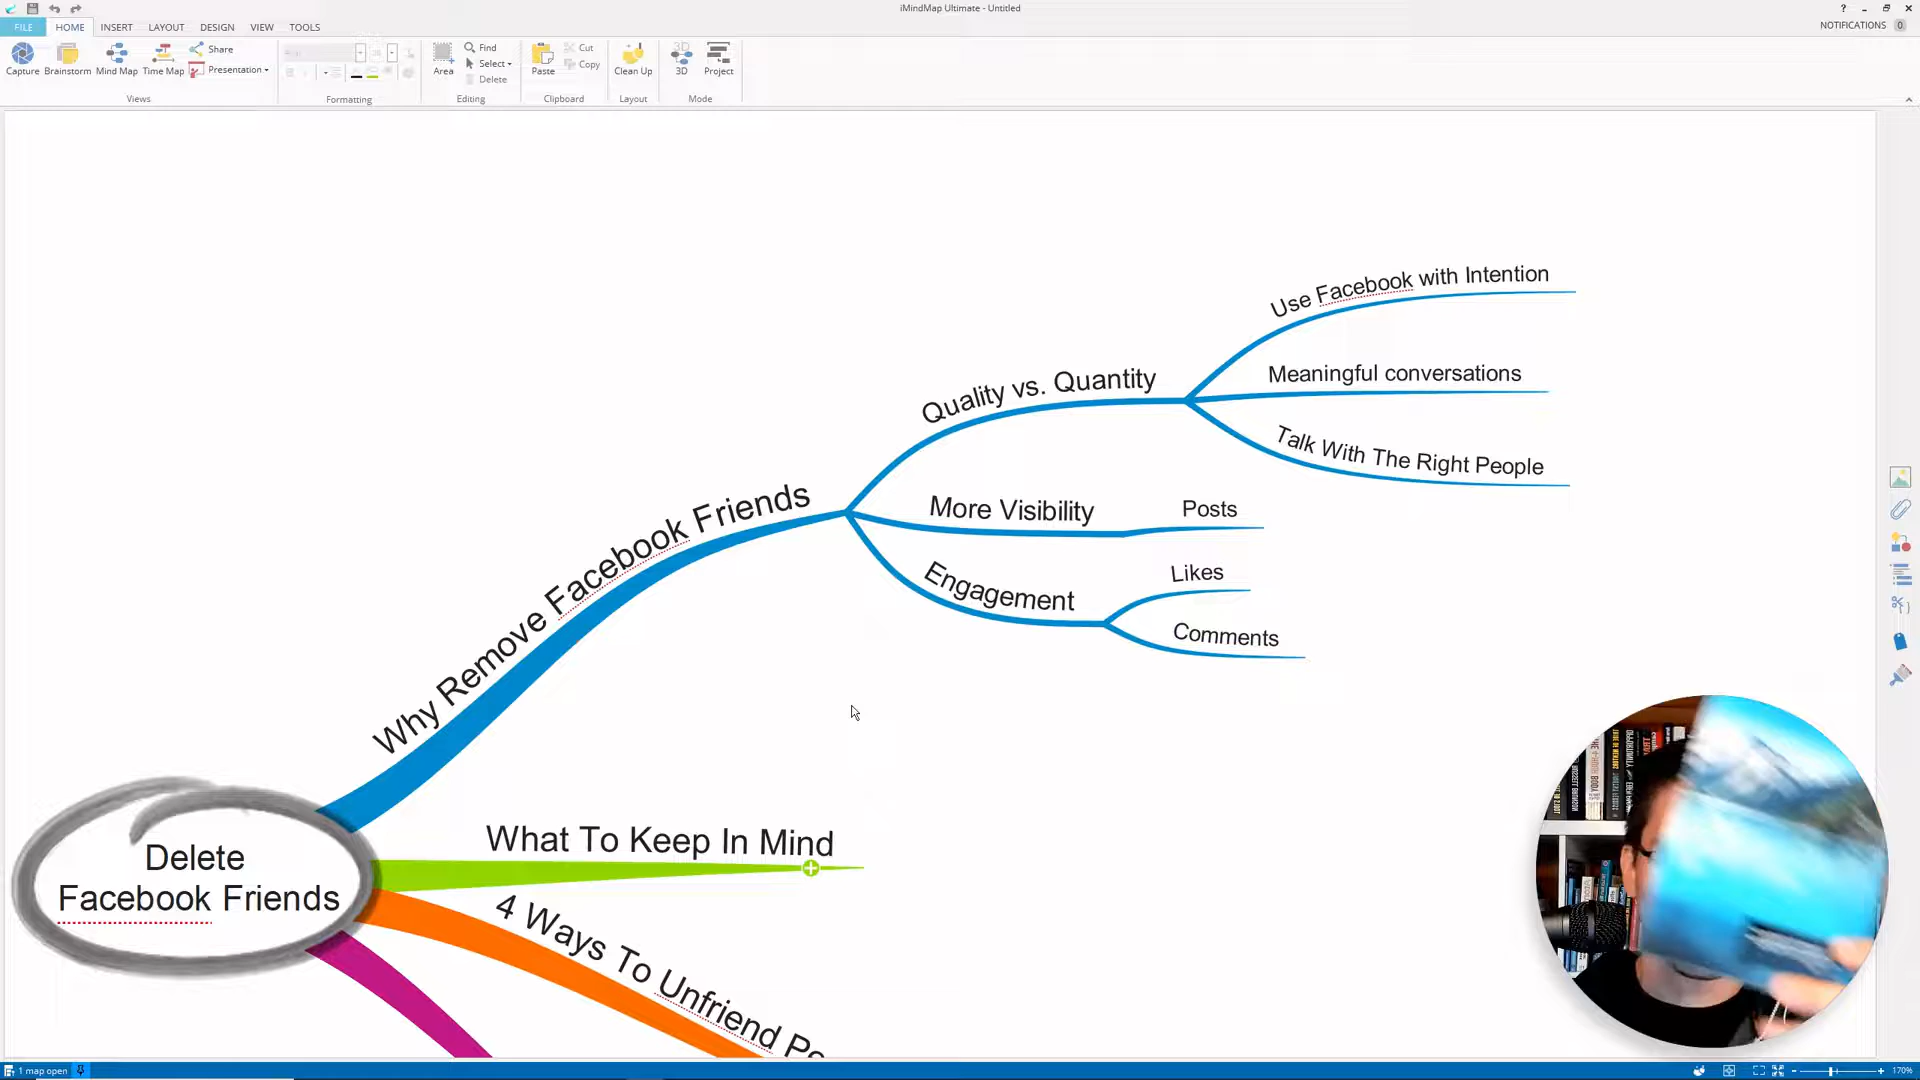 iMindMap Ultimate - Untitled
FILE
HOME
INSERT
LAYOUT
DESIGN
VIEW
TOOLS
NOTIFICATIONS 0
Capture
Brainstorm
Mind Map
Time Map
Share
Presentation
Views
Formatting
Area
Find
Select
Delete
Editing
Paste
Cut
Copy
Clipboard
Clean Up
Layout
3D
Project
Mode
Use Facebook with Intention
Meaningful conversations
Talk With The Right People
Quality vs. Quantity
More Visibility
Posts
Engagement
Likes
Comments
Why Remove Facebook Friends
What To Keep In Mind
Delete
Facebook Friends
4 Ways To Unfriend
1 map open
170%